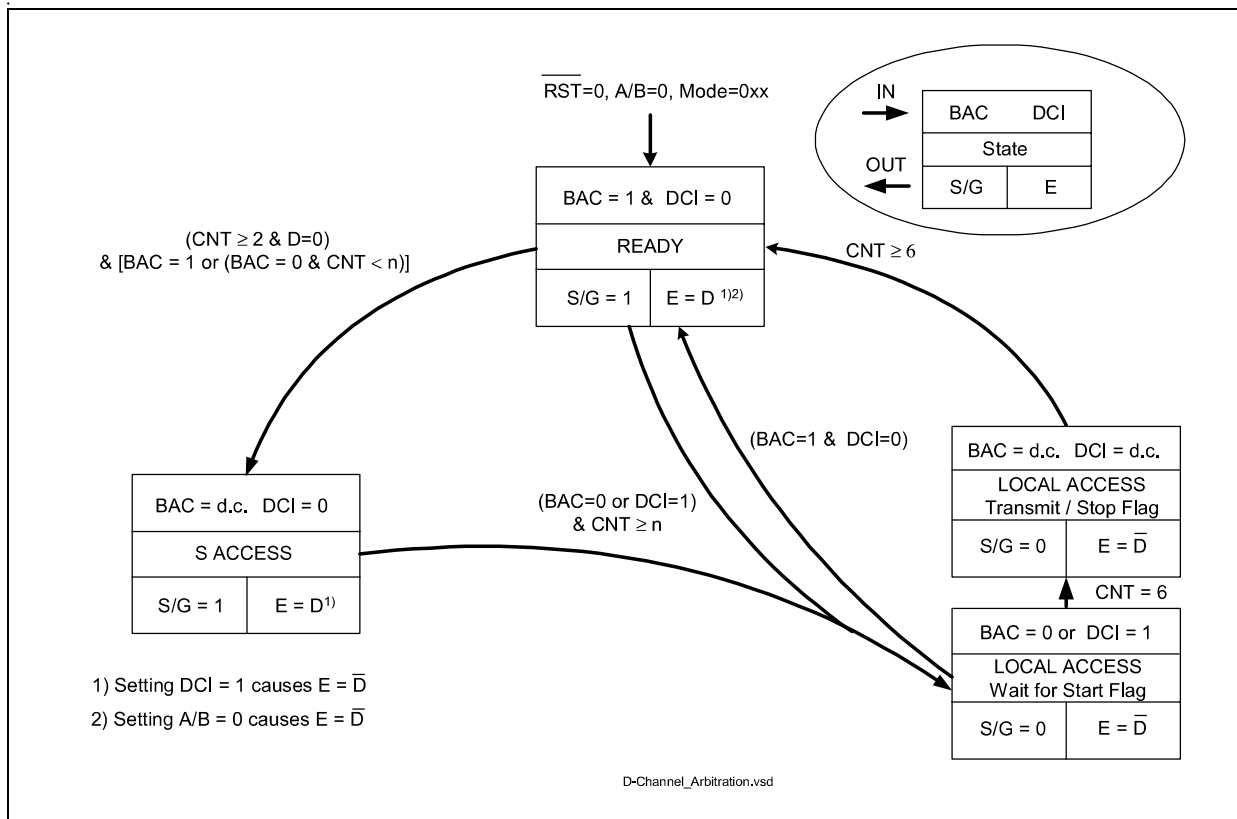 R̅S̅T̅=0, A/B=0, Mode=0xx
IN
BAC DCI
State
OUT
S/G E
BAC = 1 & DCI = 0
READY
S/G = 1 E = D 1)2)
(CNT ≥ 2 & D=0)
& [BAC = 1 or (BAC = 0 & CNT < n)]
CNT ≥ 6
(BAC=1 & DCI=0)
(BAC=0 or DCI=1)
& CNT ≥ n
BAC = d.c. DCI = 0
S ACCESS
S/G = 1 E = D1)
BAC = d.c. DCI = d.c.
LOCAL ACCESS
Transmit / Stop Flag
S/G = 0 E = D̅
CNT = 6
BAC = 0 or DCI = 1
LOCAL ACCESS
Wait for Start Flag
S/G = 0 E = D̅
1) Setting DCI = 1 causes E = D̅
2) Setting A/B = 0 causes E = D̅
D-Channel_Arbitration.vsd